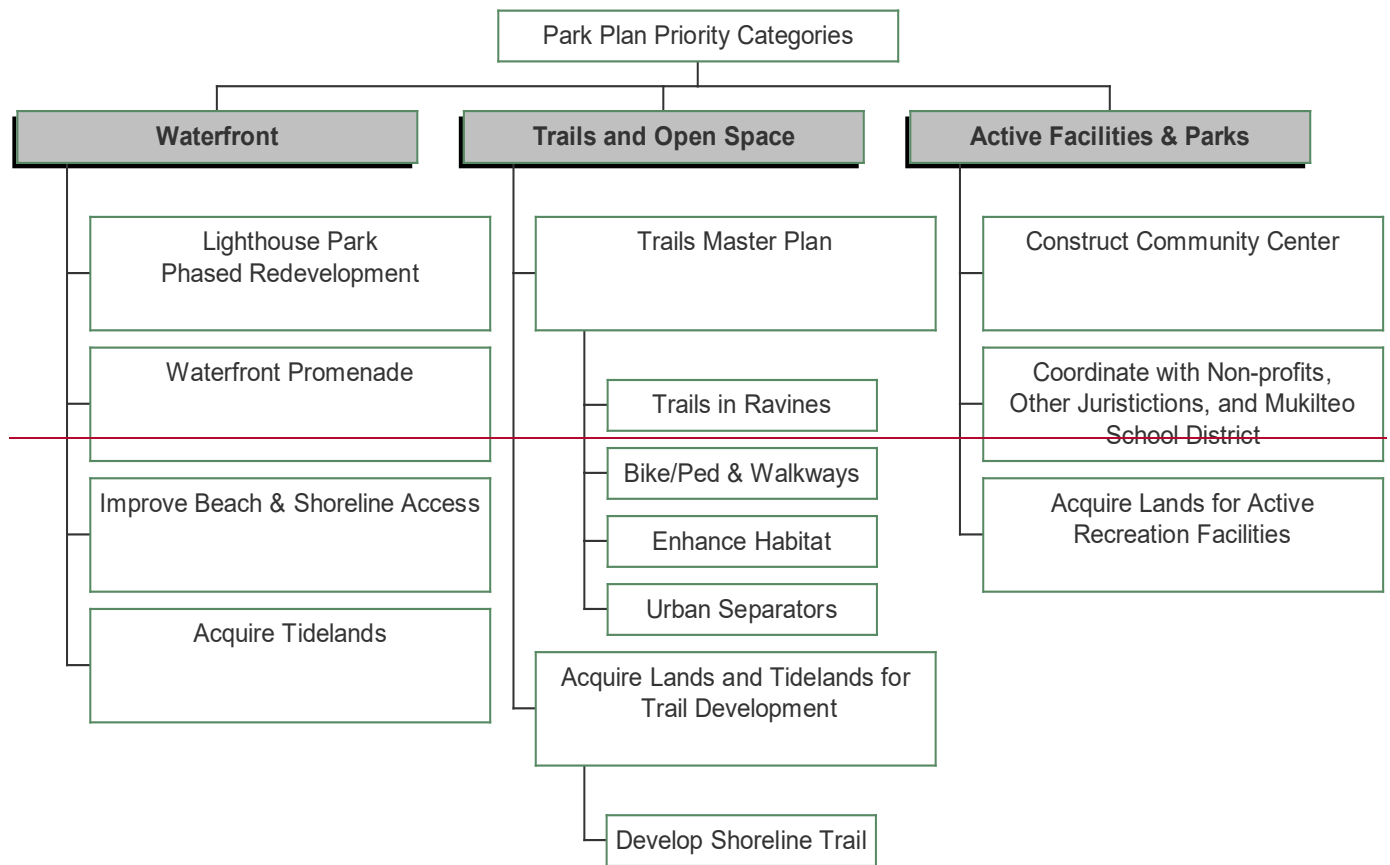 Park Plan Priority Categories
Waterfront
Lighthouse Park
Phased Redevelopment
Waterfront Promenade
Improve Beach & Shoreline Access
Acquire Tidelands
Trails and Open Space
Trails Master Plan
Trails in Ravines
Bike/Ped & Walkways
Enhance Habitat
Urban Separators
Acquire Lands and Tidelands for
Trail Development
Develop Shoreline Trail
Active Facilities & Parks
Construct Community Center
Coordinate with Non-profits,
Other Juristictions, and Mukilteo
School District
Acquire Lands for Active
Recreation Facilities